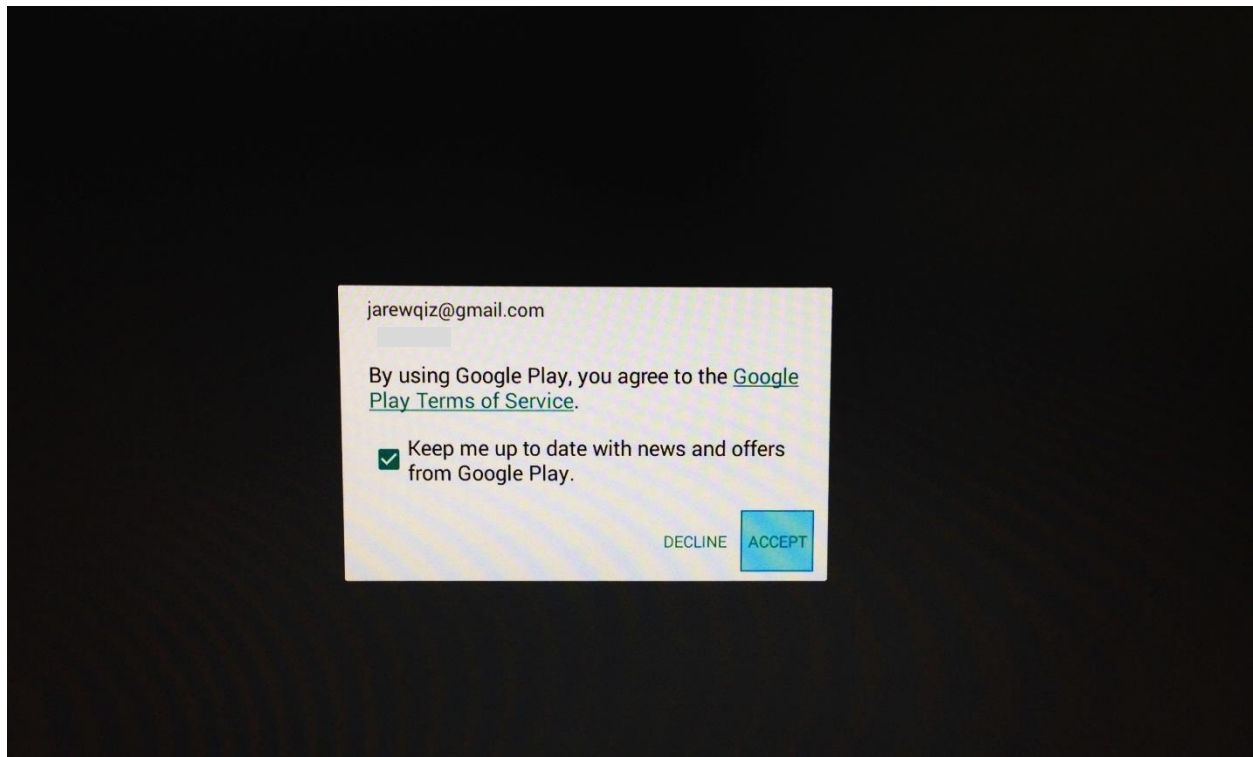 jarewqiz@gmail.com
By using Google Play, you agree to the Google
Play Terms of Service.
Keep me up to date with news and offers
from Google Play.
DECLINE ACCEPT